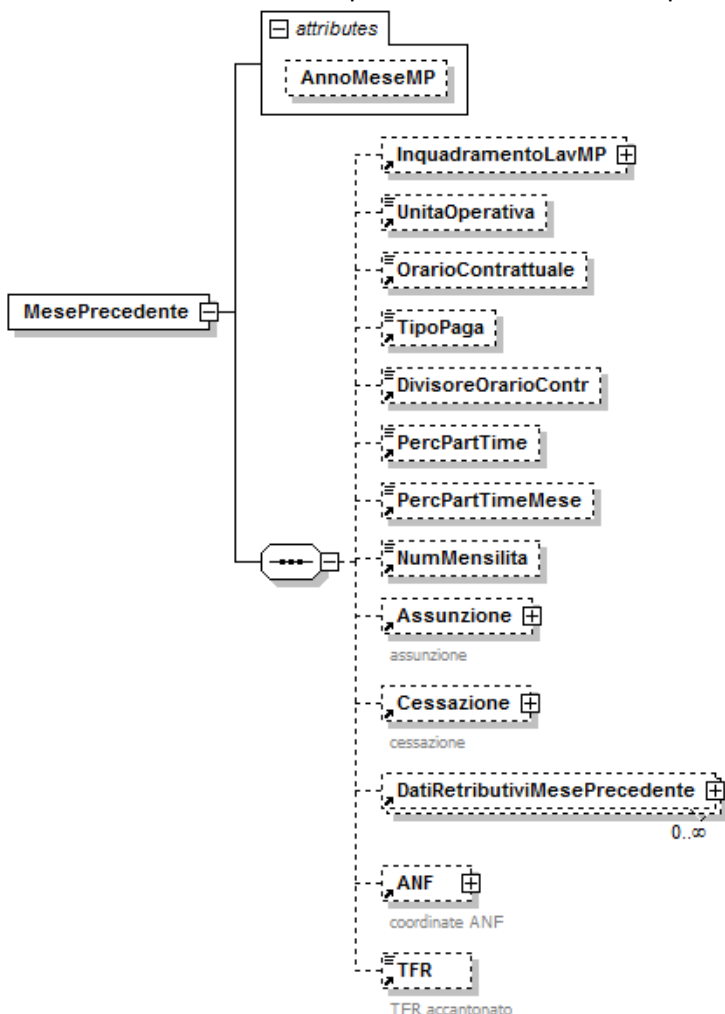 attributes
AnnoMeseMP
InquadramentoLavMP
UnitaOperativa
OrarioContrattuale
MesePrecedente
TipoPaga
DivisoreOrarioContr
PercPartTime
PercPartTimeMese
NumMensilita
Assunzione
assunzione
Cessazione
cessazione
DatiRetributiviMesePrecedente
0..∞
ANF
coordinate ANF
TFR
TFR accantonato